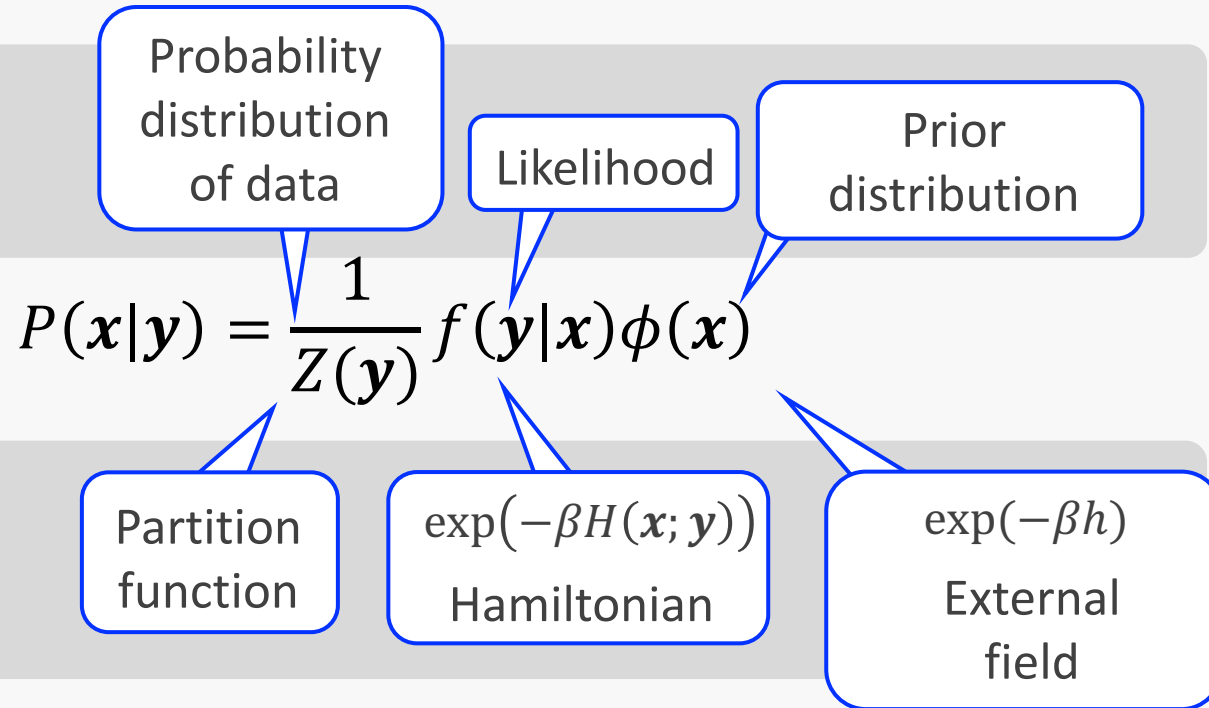 Probability
distribution
of data
Likelihood
Prior
distribution
P(x|y) = 1/Z(y) f(y|x)ϕ(x)
Partition
function
exp(−βH(x; y))
Hamiltonian
exp(−βh)
External
field